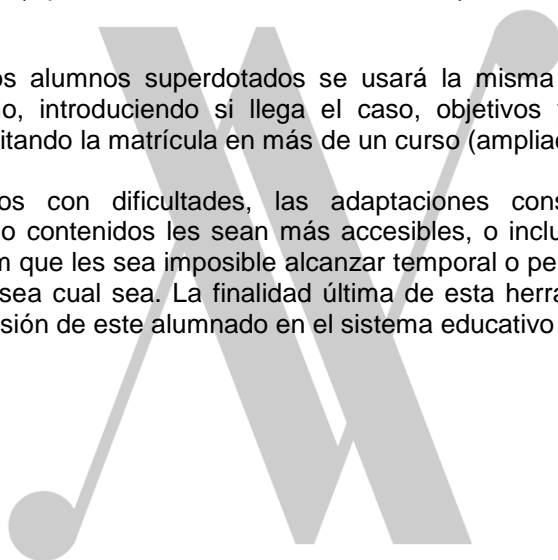 os alumnos superdotados se usará la misma
o, introduciendo si llega el caso, objetivos
itando la matrícula en más de un curso (ampliac
os con dificultades, las adaptaciones cons
o contenidos les sean más accesibles, o inclu
m que les sea imposible alcanzar temporal o pe
sea cual sea. La finalidad última de esta herra
sión de este alumnado en el sistema educativo